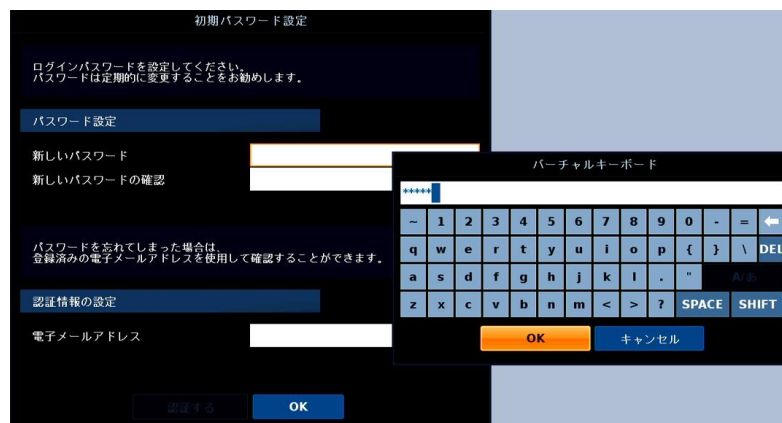 初期パスワード設定
ログインパスワードを設定してください。
パスワードは定期的に変更することをお勧めします。
パスワード設定
新しいパスワード
新しいパスワードの確認
パスワードを忘れてしまった場合は、
登録済みの電子メールアドレスを使用して確認することができます。
認証情報の設定
電子メールアドレス
認証する OK
バーチャルキーボード
*****
~ 1 2 3 4 5 6 7 8 9 0 - = ←
q w e r t y u i o p { } \ DEL
a s d f g h j k l . " A/あ
z x c v b n m < > ? SPACE SHIFT
OK キャンセル